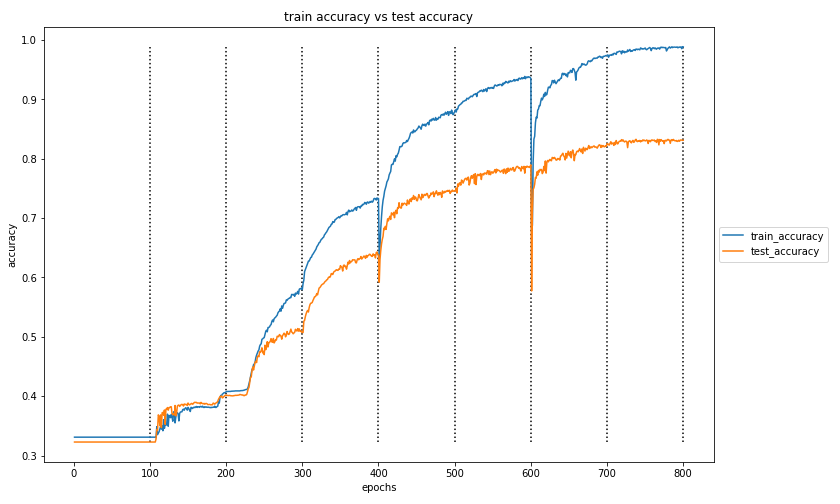 train accuracy vs test accuracy
1.0
0.9
0.8
0.7
0.6
0.5
0.4
0.3
accuracy
0 100 200 300 400 500 600 700 800
epochs
train_accuracy
test_accuracy